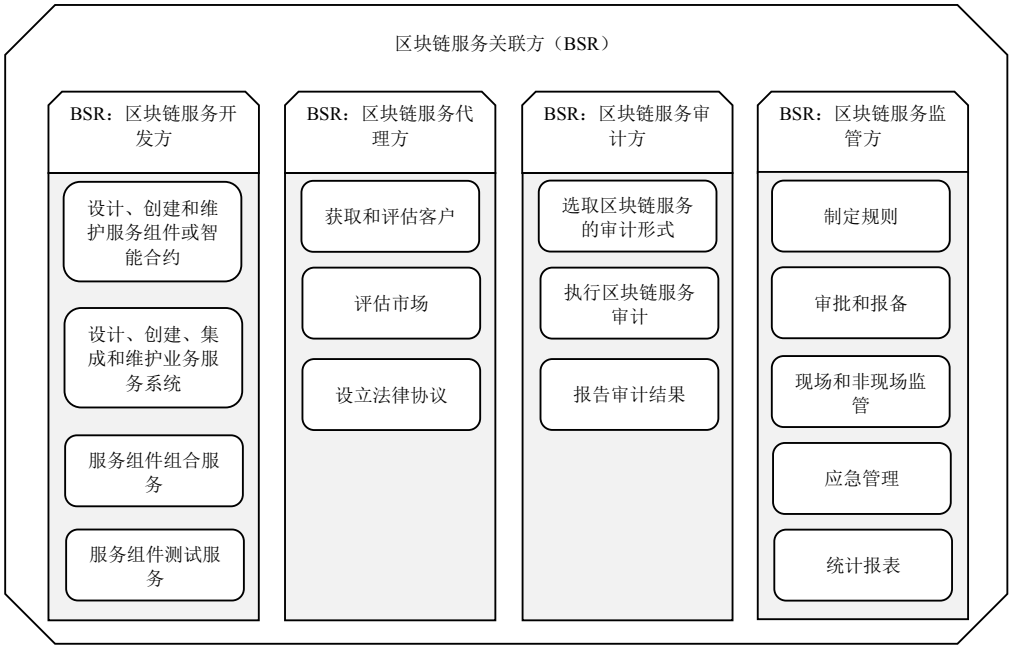 区块链服务关联方（BSR）
BSR：区块链服务开
发方
设计、创建和维
护服务组件或智
能合约
设计、创建、集
成和维护业务服
务系统
服务组件组合服
务
服务组件测试服
务
BSR：区块链服务代
理方
获取和评估客户
评估市场
设立法律协议
BSR：区块链服务审
计方
选取区块链服务
的审计形式
执行区块链服务
审计
报告审计结果
BSR：区块链服务监
管方
制定规则
审批和报备
现场和非现场监
管
应急管理
统计报表